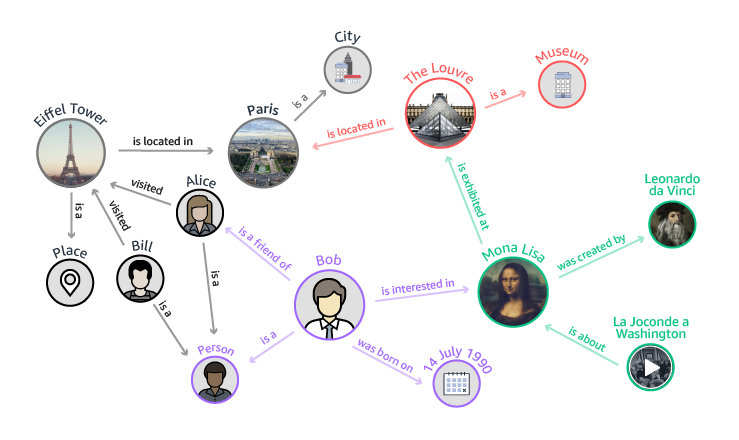 City
The Louvre
Museum
Eiffel Tower
Paris
is a
is a
is located in
is located in
Alice
visited
visited
is a
is exhibited at
Leonardo
da Vinci
Place
Bill
is a friend of
Bob
Mona Lisa
was created by
is a
is a
is interested in
Person
is a
was born on
14 July 1990
is about
La Joconde a
Washington